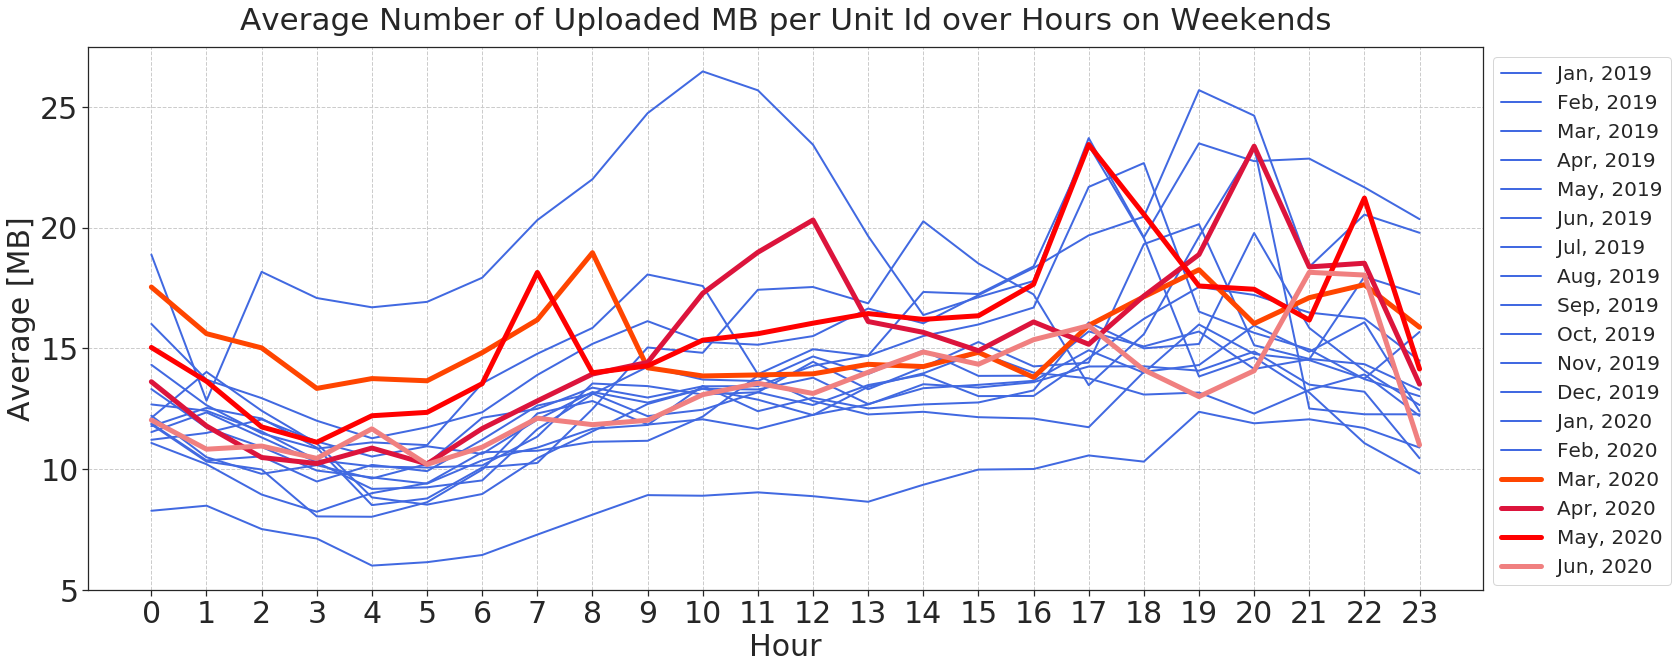 Average Number of Uploaded MB per Unit Id over Hours on Weekends
Average [MB]
25
20
15
10
5
0 1 2 3 4 5 6 7 8 9 10 11 12 13 14 15 16 17 18 19 20 21 22 23
Hour
Jan, 2019
Feb, 2019
Mar, 2019
Apr, 2019
May, 2019
Jun, 2019
Jul, 2019
Aug, 2019
Sep, 2019
Oct, 2019
Nov, 2019
Dec, 2019
Jan, 2020
Feb, 2020
Mar, 2020
Apr, 2020
May, 2020
Jun, 2020